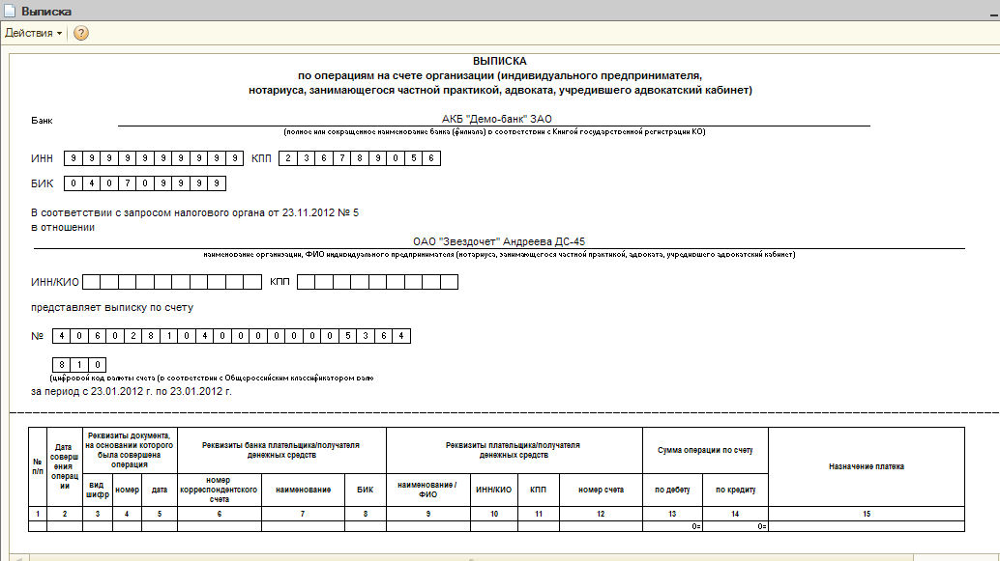 Выписка
Действия
?
ВЫПИСКА
по операциям на счете организации (индивидуального предпринимателя,
нотариуса, занимающегося частной практикой, адвоката, учредившего адвокатский кабинет)
Банк АКБ "Демо-банк" ЗАО
(полное или сокращенное наименование банка (филиала) в соответствии с Книгой государственной регистрации КО)
ИНН 9 9 9 9 9 9 9 9 9 9 КПП 2 3 6 7 8 9 0 5 6
БИК 0 4 0 7 0 9 9 9 9
В соответствии с запросом налогового органа от 23.11.2012 № 5
в отношении
ОАО "Звездочет" Андреева ДС-45
наименование организации, ФИО индивидуального предпринимателя (нотариуса, занимающегося частной практикой, адвоката, учредившего адвокатский кабинет)
ИНН/КИО КПП
представляет выписку по счету
№ 4 0 6 0 2 8 1 0 4 0 0 0 0 0 0 0 5 3 6 4
8 1 0
(цифровой код валюты счета (в соответствии с Общероссийским классификатором валю
за период с 23.01.2012 г. по 23.01.2012 г.
№ п/п
Дата соверш ения операц ии
Реквизиты документа, на основании которого была совершена операция
Реквизиты банка плательщика/получателя денежных средств
Реквизиты плательщика/получателя денежных средств
Сумма операции по счету
Назначение платежа
вид шифр номер дата номер корреспондентского счета наименование БИК наименование / ФИО ИНН/КИО КПП номер счета по дебету по кредиту
1 2 3 4 5 6 7 8 9 10 11 12 13 14 15
0= 0=